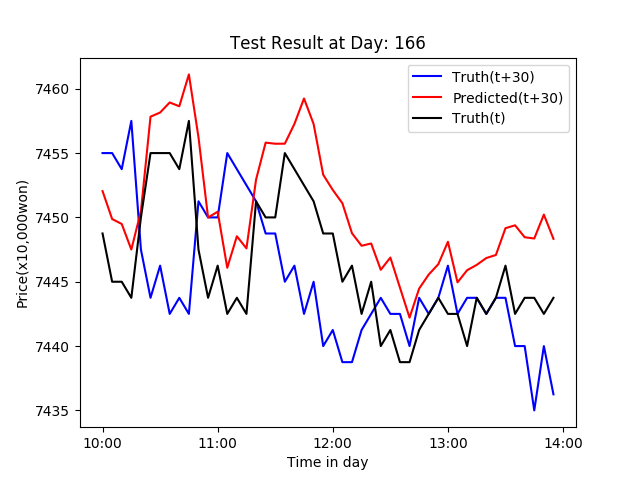 Test Result at Day: 166
Truth(t+30)
Predicted(t+30)
Truth(t)
Price(x10,000won)
7460
7455
7450
7445
7440
7435
10:00 11:00 12:00 13:00 14:00
Time in day